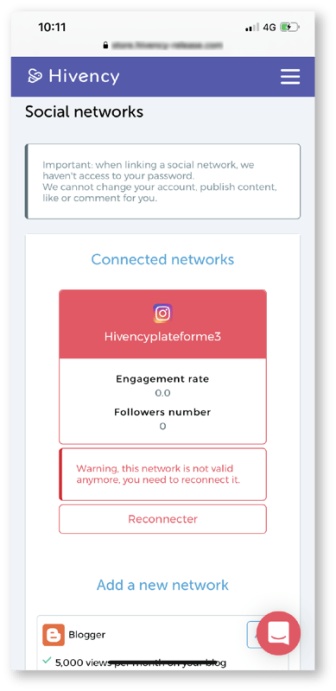 10:11
4G
Hivency
Social networks
Important: when linking a social network, we
haven't access to your password.
We cannot change your account, publish content,
like or comment for you.
Connected networks
Hivencyplateforme3
Engagement rate
0.0
Followers number
0
Warning, this network is not valid
anymore, you need to reconnect it.
Reconnecter
Add a new network
Blogger
5,000 views per month on your blog